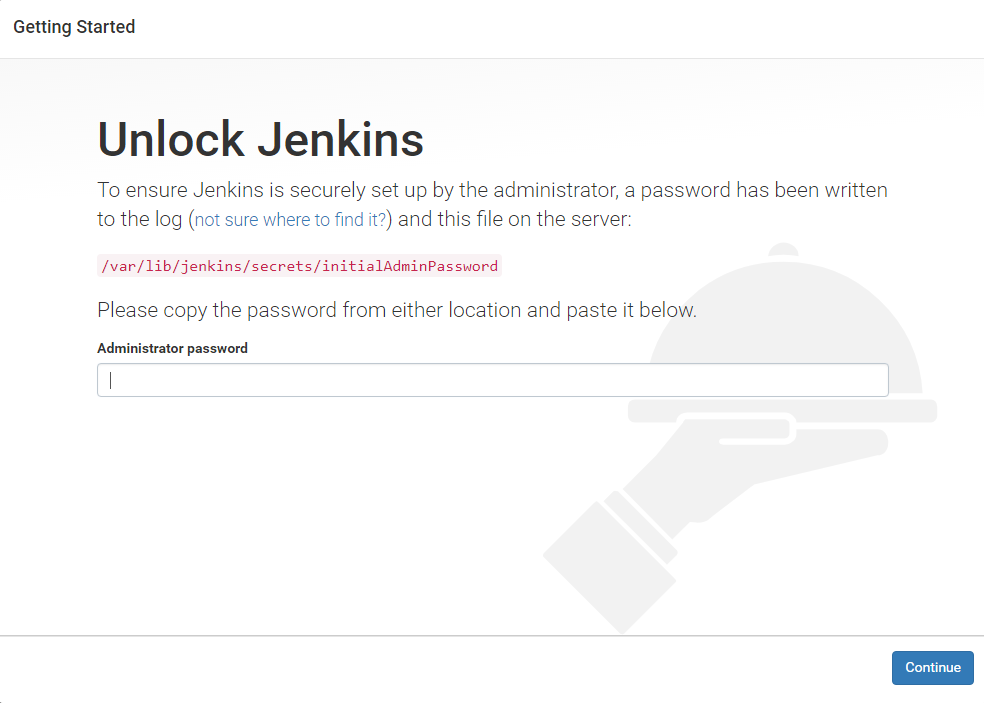 Getting Started
Unlock Jenkins
To ensure Jenkins is securely set up by the administrator, a password has been written
to the log (not sure where to find it?) and this file on the server:
/var/lib/jenkins/secrets/initialAdminPassword
Please copy the password from either location and paste it below.
Administrator password
Continue